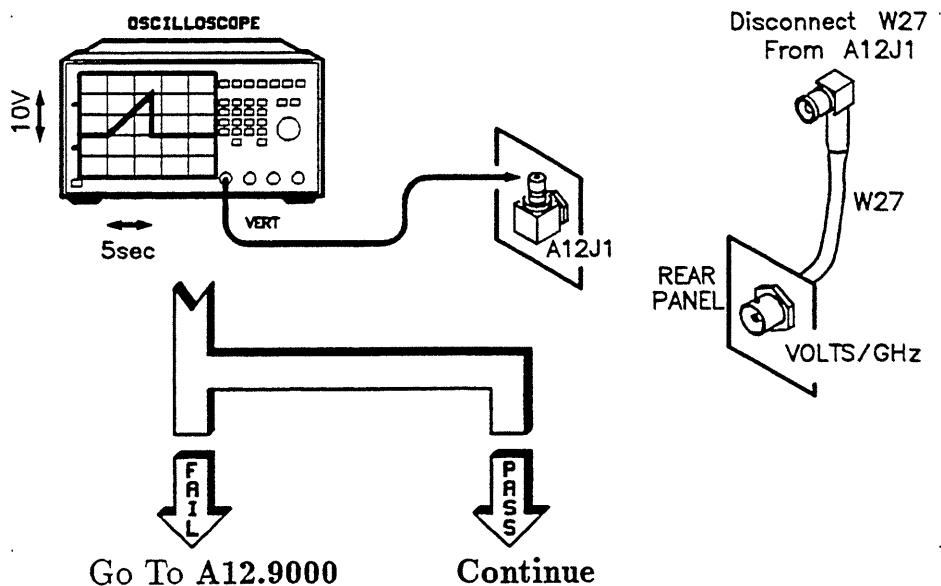 OSCILLOSCOPE
10V
5sec
VERT
A12J1
Disconnect W27
From A12J1
W27
REAR
PANEL
VOLTS/GHz
FAIL
PASS
Go To A12.9000
Continue